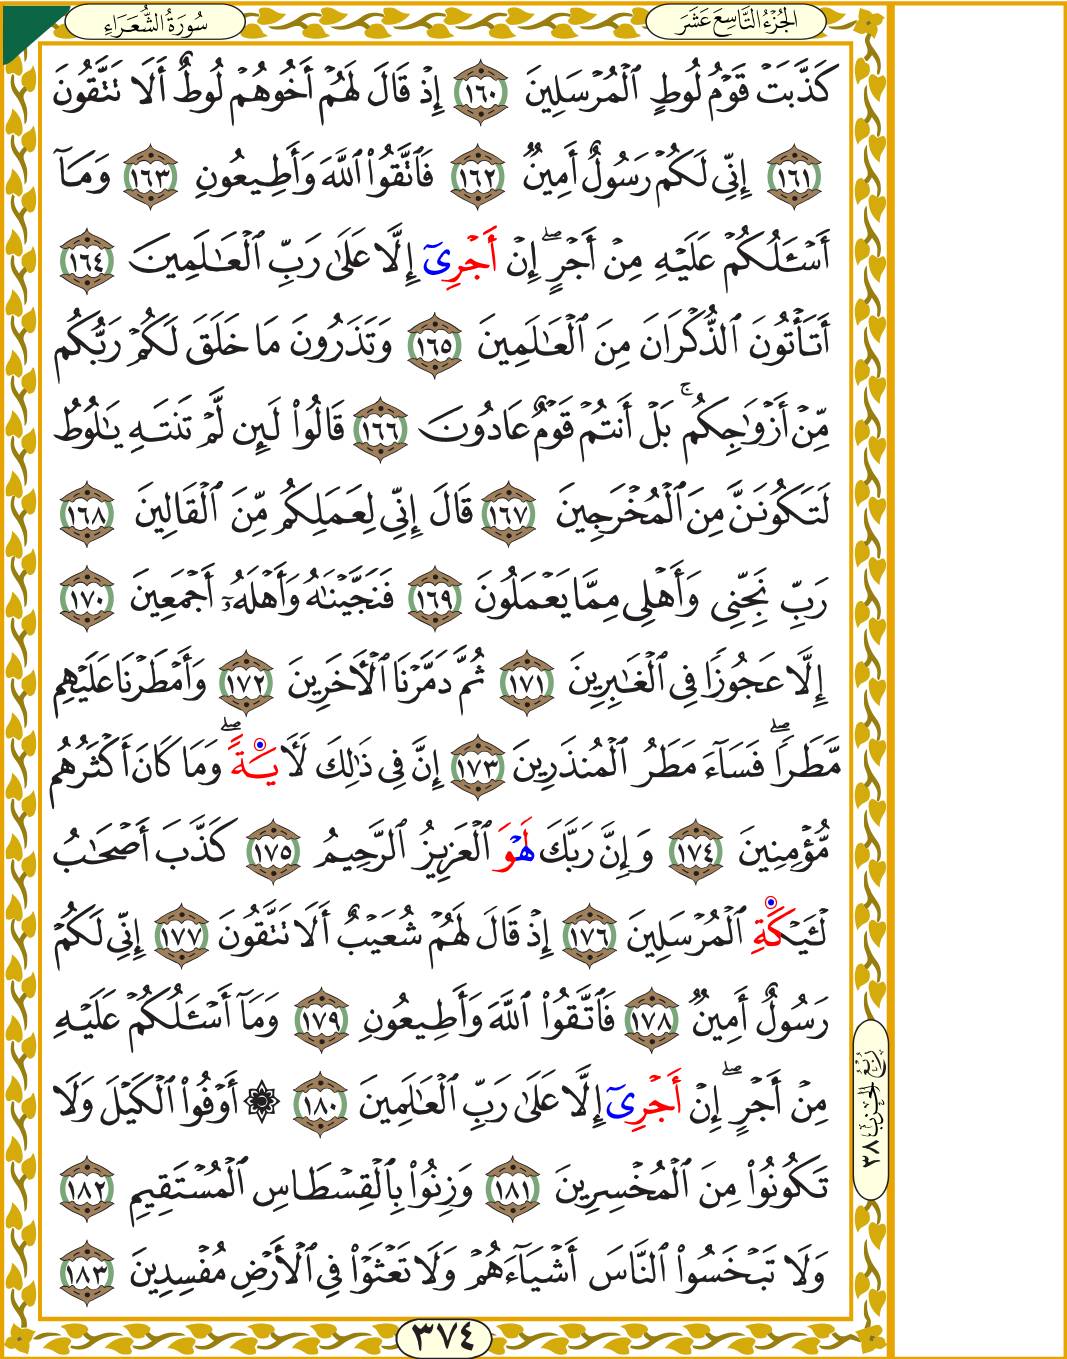 سُورَةُ الشُّعَرَاءِ
الجُزْءُ التَّاسِعَ عَشَرَ
كَذَّبَتْ قَوْمُ لُوطٍ ٱلْمُرْسَلِينَ ١٦٠ إِذْ قَالَ لَهُمْ أَخُوهُمْ لُوطٌ أَلَا تَتَّقُونَ
١٦١ إِنِّي لَكُمْ رَسُولٌ أَمِينٌ ١٦٢ فَٱتَّقُوا۟ ٱللَّهَ وَأَطِيعُونِ ١٦٣ وَمَآ
أَسْـَٔلُكُمْ عَلَيْهِ مِنْ أَجْرٍ ۖ إِنْ أَجْرِىَ إِلَّا عَلَىٰ رَبِّ ٱلْعَـٰلَمِينَ ١٦٤
أَتَأْتُونَ ٱلذُّكْرَانَ مِنَ ٱلْعَـٰلَمِينَ ١٦٥ وَتَذَرُونَ مَا خَلَقَ لَكُمْ رَبُّكُم
مِّنْ أَزْوَٰجِكُم ۚ بَلْ أَنتُمْ قَوْمٌ عَادُونَ ١٦٦ قَالُوا۟ لَئِن لَّمْ تَنتَهِ يَـٰلُوطُ
لَتَكُونَنَّ مِنَ ٱلْمُخْرَجِينَ ١٦٧ قَالَ إِنِّي لِعَمَلِكُم مِّنَ ٱلْقَالِينَ ١٦٨
رَبِّ نَجِّنِي وَأَهْلِي مِمَّا يَعْمَلُونَ ١٦٩ فَنَجَّيْنَـٰهُ وَأَهْلَهُۥٓ أَجْمَعِينَ ١٧٠
إِلَّا عَجُوزًا فِي ٱلْغَـٰبِرِينَ ١٧١ ثُمَّ دَمَّرْنَا ٱلْأَخَرِينَ ١٧٢ وَأَمْطَرْنَا عَلَيْهِم
مَّطَرًا ۖ فَسَآءَ مَطَرُ ٱلْمُنذَرِينَ ١٧٣ إِنَّ فِي ذَٰلِكَ لَأَيَةً ۖ وَمَا كَانَ أَكْثَرُهُم
مُّؤْمِنِينَ ١٧٤ وَإِنَّ رَبَّكَ لَهْوَ ٱلْعَزِيزُ ٱلرَّحِيمُ ١٧٥ كَذَّبَ أَصْحَـٰبُ
لْـَٔيْكَةِ ٱلْمُرْسَلِينَ ١٧٦ إِذْ قَالَ لَهُمْ شُعَيْبٌ أَلَا تَتَّقُونَ ١٧٧ إِنِّي لَكُمْ
رَسُولٌ أَمِينٌ ١٧٨ فَٱتَّقُوا۟ ٱللَّهَ وَأَطِيعُونِ ١٧٩ وَمَآ أَسْـَٔلُكُمْ عَلَيْهِ
مِنْ أَجْرٍ ۖ إِنْ أَجْرِىَ إِلَّا عَلَىٰ رَبِّ ٱلْعَـٰلَمِينَ ١٨٠ ۞ أَوْفُوا۟ ٱلْكَيْلَ وَلَا
تَكُونُوا۟ مِنَ ٱلْمُخْسِرِينَ ١٨١ وَزِنُوا۟ بِٱلْقِسْطَاسِ ٱلْمُسْتَقِيمِ ١٨٢
وَلَا تَبْخَسُوا۟ ٱلنَّاسَ أَشْيَآءَهُمْ وَلَا تَعْثَوْا۟ فِي ٱلْأَرْضِ مُفْسِدِينَ ١٨٣
رُبُعُ الحِزْبِ ٣٨
٣٧٤